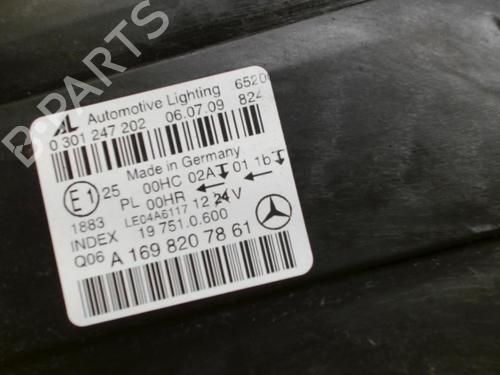 B-PARTS
AL Automotive Lighting 6520
0 301 247 202 06.07.09 824
Made in Germany
E1 25 00HC 02A 01 1b
PL 00HR
1883 LE04A6117 12 24V
INDEX 19 751.0.600
Q06 A 169 820 78 61